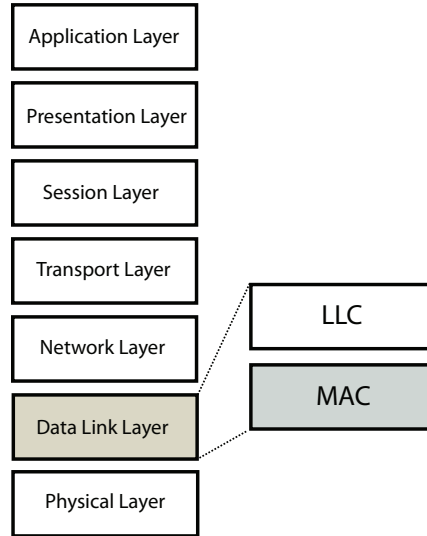 Application Layer
Presentation Layer
Session Layer
Transport Layer
Network Layer
Data Link Layer
Physical Layer
LLC
MAC